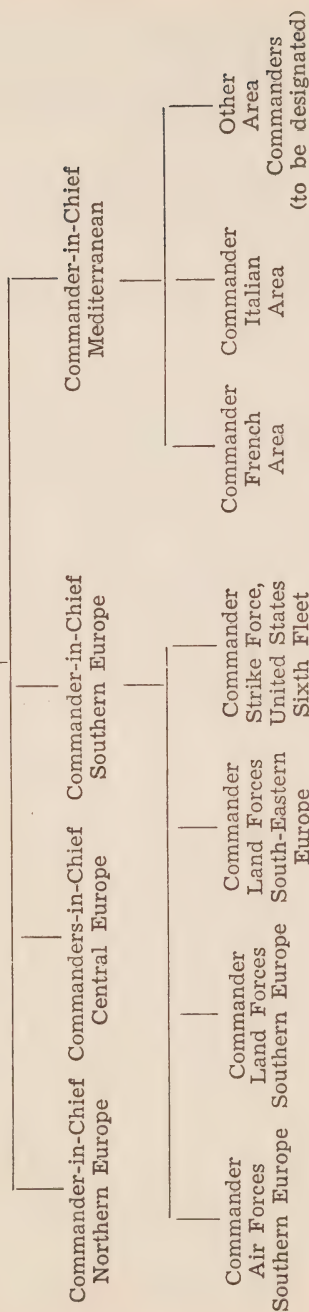 Commander-in-Chief
Northern Europe
Commanders-in-Chief
Central Europe
Commander-in-Chief
Southern Europe
Commander-in-Chief
Mediterranean
Commander
Air Forces
Southern Europe
Commander
Land Forces
Southern Europe
Commander
Land Forces
South-Eastern
Europe
Commander
Strike Force,
United States
Sixth Fleet
Commander
French
Area
Commander
Italian
Area
Other
Area
Commanders
(to be designated)